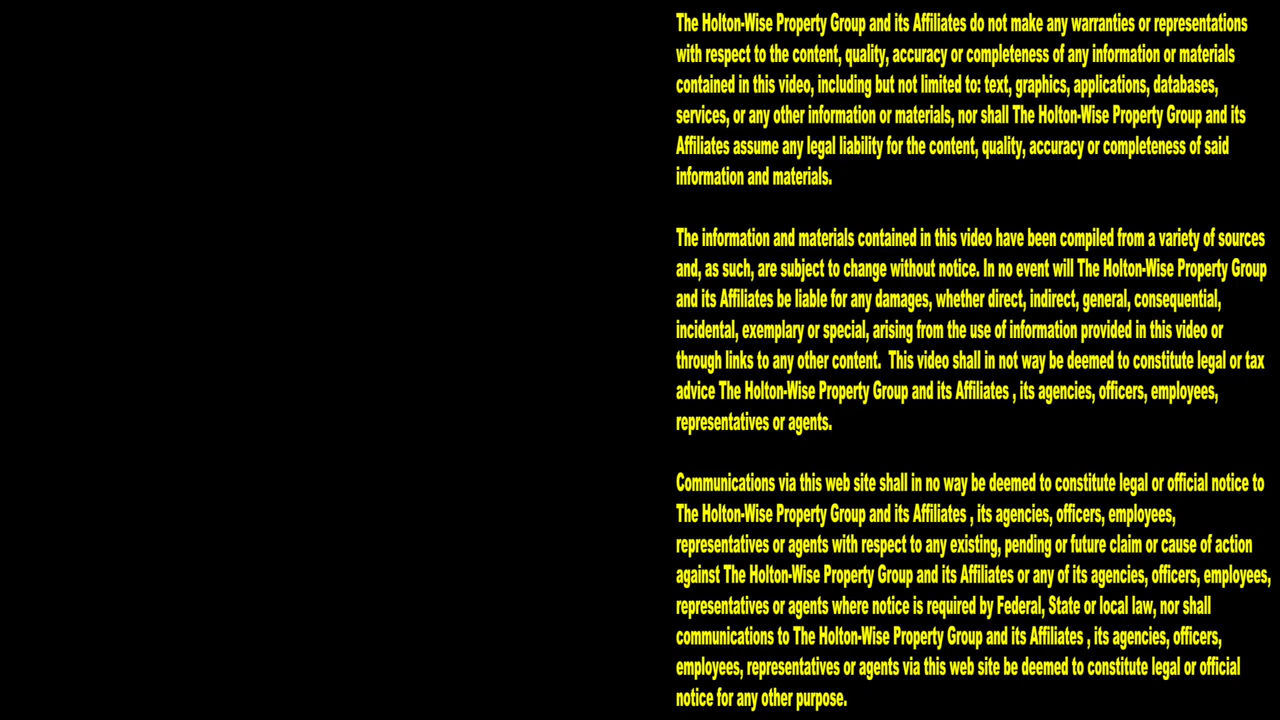 The Holton-Wise Property Group and its Affiliates do not make any warranties or representations
with respect to the content, quality, accuracy or completeness of any information or materials
contained in this video, including but not limited to: text, graphics, applications, databases,
services, or any other information or materials, nor shall The Holton-Wise Property Group and its
Affiliates assume any legal liability for the content, quality, accuracy or completeness of said
information and materials.
The information and materials contained in this video have been compiled from a variety of sources
and, as such, are subject to change without notice. In no event will The Holton-Wise Property Group
and its Affiliates be liable for any damages, whether direct, indirect, general, consequential,
incidental, exemplary or special, arising from the use of information provided in this video or
through links to any other content.  This video shall in not way be deemed to constitute legal or tax
advice The Holton-Wise Property Group and its Affiliates , its agencies, officers, employees,
representatives or agents.
Communications via this web site shall in no way be deemed to constitute legal or official notice to
The Holton-Wise Property Group and its Affiliates , its agencies, officers, employees,
representatives or agents with respect to any existing, pending or future claim or cause of action
against The Holton-Wise Property Group and its Affiliates or any of its agencies, officers, employees,
representatives or agents where notice is required by Federal, State or local law, nor shall
communications to The Holton-Wise Property Group and its Affiliates , its agencies, officers,
employees, representatives or agents via this web site be deemed to constitute legal or official
notice for any other purpose.